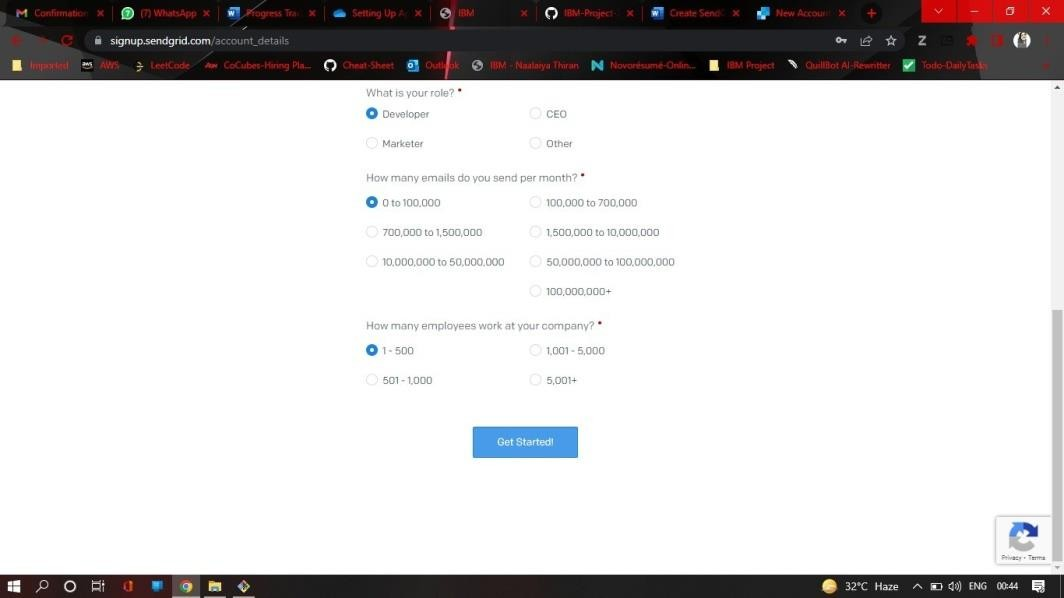 Confirmation
(7) WhatsApp
Progress Tra
Setting Up A
IBM
IBM-Project-
Create SendG
New Account
signup.sendgrid.com/account_details
Imported
AWS
LeetCode
CoCubes-Hiring Pla...
Cheat-Sheet
Outlook
IBM - Naalaiya Thiran
Novorésumé-Onlin...
IBM Project
QuillBot AI-Rewritter
Todo-DailyTasks
What is your role? *
Developer
CEO
Marketer
Other
How many emails do you send per month? *
0 to 100,000
100,000 to 700,000
700,000 to 1,500,000
1,500,000 to 10,000,000
10,000,000 to 50,000,000
50,000,000 to 100,000,000
100,000,000+
How many employees work at your company? *
1 - 500
1,001 - 5,000
501 - 1,000
5,001+
Get Started!
Privacy - Terms
32°C Haze
ENG
00:44